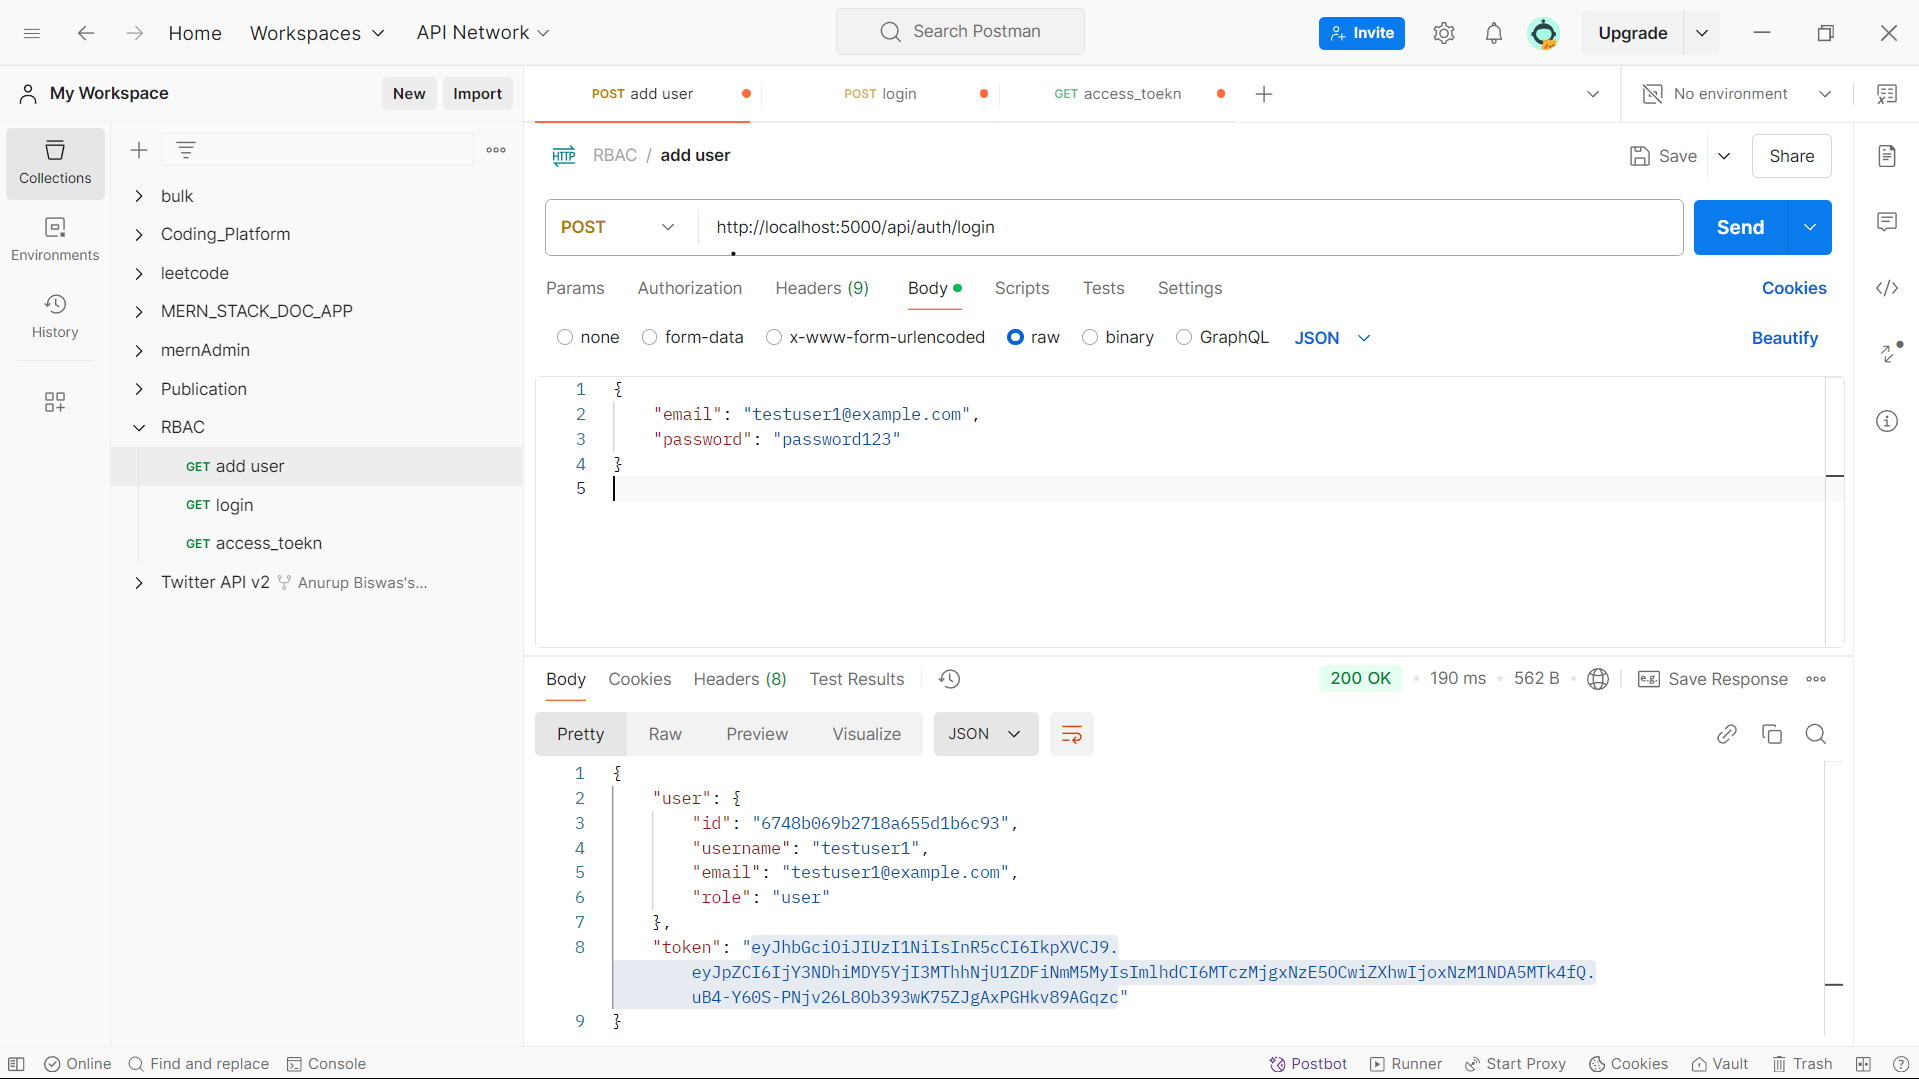 Home Workspaces API Network Search Postman Invite Upgrade
My Workspace New Import POST add user POST login GET access_toekn No environment
Collections
Environments
History
bulk
Coding_Platform
leetcode
MERN_STACK_DOC_APP
mernAdmin
Publication
RBAC
GET add user
GET login
GET access_toekn
Twitter API v2 Anurup Biswas's...
HTTP RBAC / add user Save Share
POST http://localhost:5000/api/auth/login Send
Params Authorization Headers (9) Body Scripts Tests Settings Cookies
none form-data x-www-form-urlencoded raw binary GraphQL JSON Beautify
1 {
2 "email": "testuser1@example.com",
3 "password": "password123"
4 }
5
Body Cookies Headers (8) Test Results 200 OK 190 ms 562 B e.g. Save Response
Pretty Raw Preview Visualize JSON
1 {
2 "user": {
3 "id": "6748b069b2718a655d1b6c93",
4 "username": "testuser1",
5 "email": "testuser1@example.com",
6 "role": "user"
7 },
8 "token": "eyJhbGciOiJIUzI1NiIsInR5cCI6IkpXVCJ9.
eyJpZCI6IjY3NDhiMDY5YjI3MThhNjU1ZDFiNmM5MyIsImlhdCI6MTczMjgxNzE5OCwiZXhwIjoxNzM1NDA5MTk4fQ.
uB4-Y60S-PNjv26L8Ob393wK75ZJgAxPGHkv89AGqzc"
9 }
Online Find and replace Console Postbot Runner Start Proxy Cookies Vault Trash